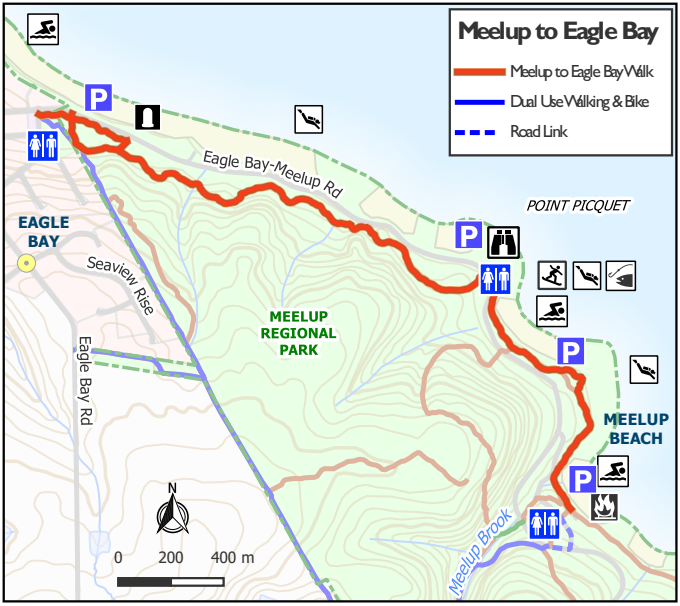 Meelup to Eagle Bay
Meelup to Eagle Bay Walk
Dual Use Walking & Bike
Road Link
P
Eagle Bay-Meelup Rd
POINT PICQUET
P
EAGLE
BAY
Seaview Rise
MEELUP
REGIONAL
PARK
Eagle Bay Rd
P
MEELUP
BEACH
P
Meelup Brook
N
0 200 400 m